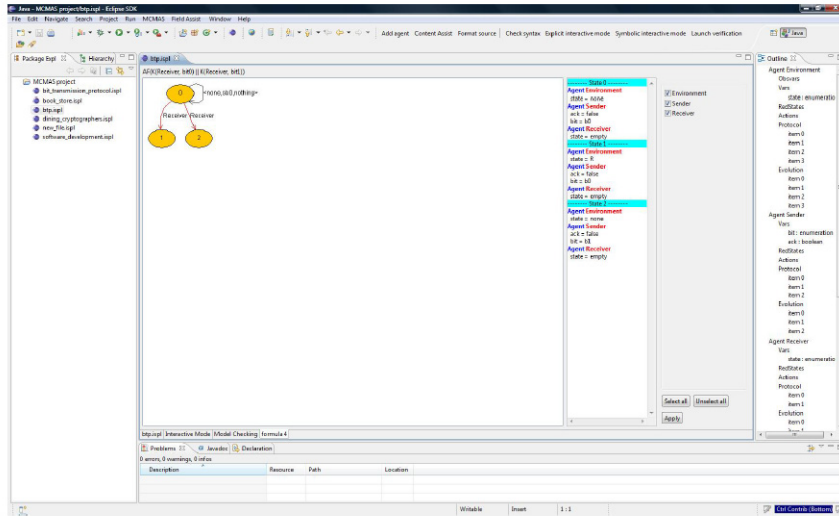 Java - MCMAS project/btp.ispl - Eclipse SDK
File Edit Navigate Search Project Run MCMAS Field Assist Window Help
Add agent Content Assist Format source Check syntax Explicit interactive mode Symbolic interactive mode Launch verification
Java
Package Expl
Hierarchy
MCMAS project
bit_transmission_protocol.ispl
book_store.ispl
btp.ispl
dining_cryptographers.ispl
new_file.ispl
software_development.ispl
btp.ispl
AF(K(Receiver, bit0) || K(Receiver, bit1))
0
<none,sb0,nothing>
Receiver Receiver
1
2
-------- State 0 --------
Agent Environment
state = none
Agent Sender
ack = false
bit = b0
Agent Receiver
state = empty
-------- State 1 --------
Agent Environment
state = R
Agent Sender
ack = false
bit = b0
Agent Receiver
state = empty
-------- State 2 --------
Agent Environment
state = none
Agent Sender
ack = false
bit = b1
Agent Receiver
state = empty
Environment
Sender
Receiver
Select all Unselect all
Apply
btp.ispl Interactive Mode Model Checking formula 4
Outline
Agent Environment
Obsvars
Vars
state : enumeratio
RedStates
Actions
Protocol
item 0
item 1
item 2
item 3
Evolution
item 0
item 1
item 2
item 3
Agent Sender
Vars
bit : enumeration
ack : boolean
RedStates
Actions
Protocol
item 0
item 1
item 2
Evolution
item 0
item 1
item 2
Agent Receiver
Vars
state : enumeratio
RedStates
Actions
Protocol
item 0
item 1
Evolution
item 0
item 1
Problems Javadoc Declaration
0 errors, 0 warnings, 0 infos
Description Resource Path Location
Writable Insert 1 : 1
Ctrl Contrib (Bottom)